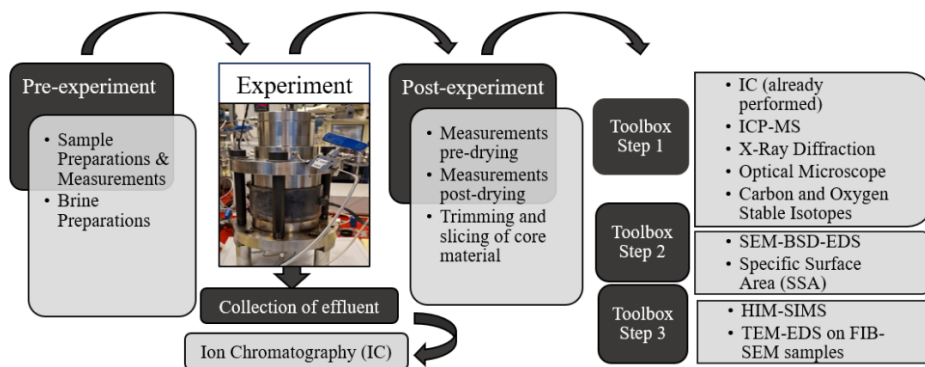 Pre-experiment
• Sample
Preparations &
Measurements
• Brine
Preparations
Experiment
Collection of effluent
Ion Chromatography (IC)
Post-experiment
• Measurements
pre-drying
• Measurements
post-drying
• Trimming and
slicing of core
material
Toolbox
Step 1
• IC (already
performed)
• ICP-MS
• X-Ray Diffraction
• Optical Microscope
• Carbon and Oxygen
Stable Isotopes
Toolbox
Step 2
• SEM-BSD-EDS
• Specific Surface
Area (SSA)
Toolbox
Step 3
• HIM-SIMS
• TEM-EDS on FIB-
SEM samples